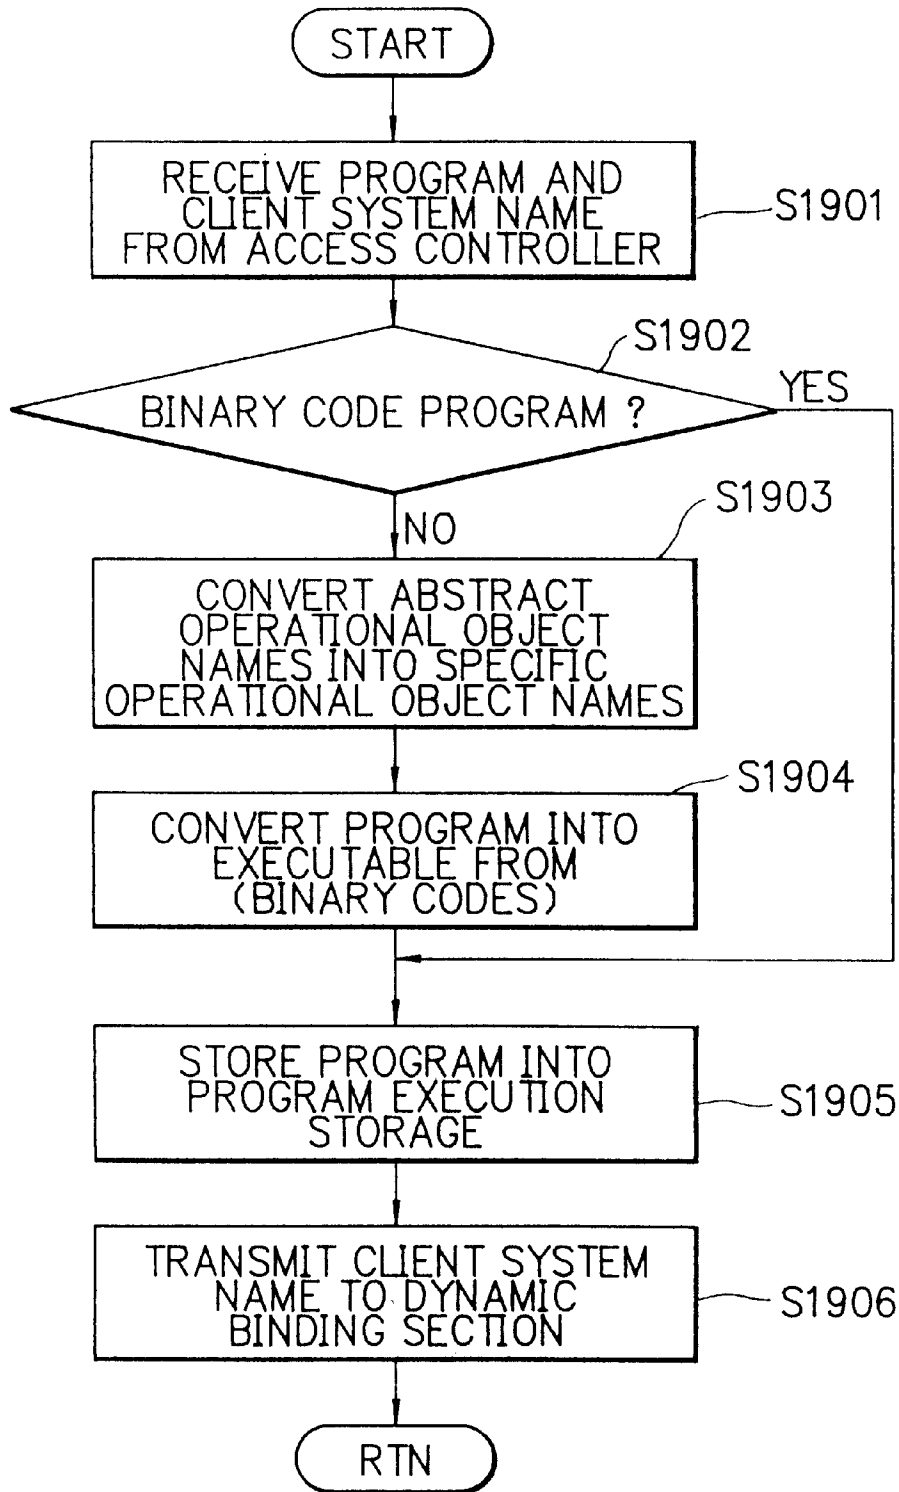 START
RECEIVE PROGRAM AND
CLIENT SYSTEM NAME
FROM ACCESS CONTROLLER
S1901
S1902
BINARY CODE PROGRAM ?
YES
NO
S1903
CONVERT ABSTRACT
OPERATIONAL OBJECT
NAMES INTO SPECIFIC
OPERATIONAL OBJECT NAMES
S1904
CONVERT PROGRAM INTO
EXECUTABLE FROM
(BINARY CODES)
STORE PROGRAM INTO
PROGRAM EXECUTION
STORAGE
S1905
TRANSMIT CLIENT SYSTEM
NAME TO DYNAMIC
BINDING SECTION
S1906
RTN